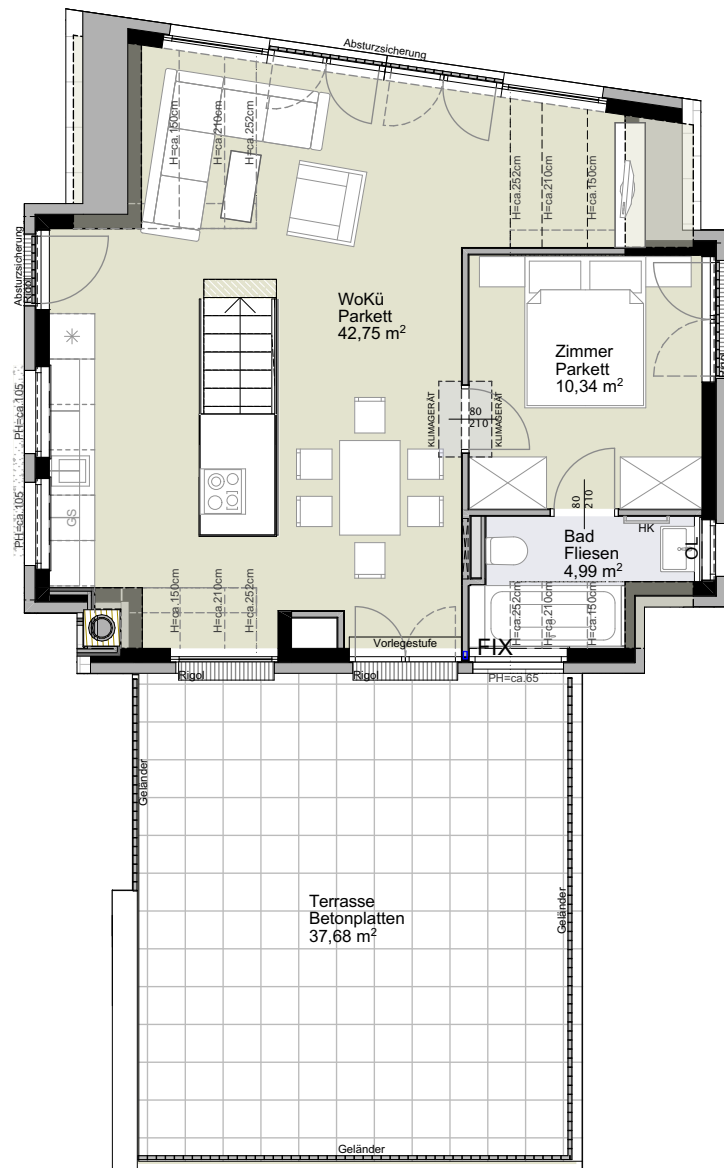 Absturzsicherung
H=ca.150cm
H=ca.210cm
H=ca.252cm
H=ca.252cm
H=ca.210cm
H=ca.150cm
Absturzsicherung
Rigol
WoKü
Parkett
42,75 m²
Zimmer
Parkett
10,34 m²
PH=ca.105
PH=ca.105
KLIMAGERÄT
80
210
KLIMAGERÄT
GS
80
210
HK
Bad
Fliesen
4,99 m²
OL
H=ca.150cm
H=ca.210cm
H=ca.252cm
H=ca.252cm
H=ca.210cm
H=ca.150cm
Vorlegestufe
FIX
Rigol
Rigol
PH=ca.65
Geländer
Terrasse
Betonplatten
37,68 m²
Geländer
Geländer